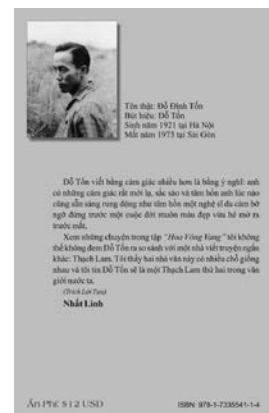 Tên thật: Đỗ Đình Tốn
Bút hiệu: Đỗ Tốn
Sinh năm 1921 tại Hà Nội
Mất năm 1973 tại Sài Gòn
Đỗ Tốn viết bằng cảm giác nhiều hơn là bằng ý nghĩ: anh
có những cảm giác rất mới lạ, sắc sảo và tâm hồn anh lúc nào
cũng sẵn sàng rung động như tâm hồn một nghệ sĩ đa cảm bỡ
ngỡ đứng trước một cuộc đời muôn màu đẹp vừa hé mở ra
trước mắt.
Xem những chuyện trong tập "Hoa Vông Vang" tôi không
thể không đem Đỗ Tốn ra so sánh với một nhà viết truyện ngắn
khác: Thạch Lam. Tôi thấy hai nhà văn này có nhiều chỗ giống
nhau và tôi tin Đỗ Tốn sẽ là một Thạch Lam thứ hai trong văn
giới nước ta.
(Trích Lời Tựa)
Nhất Linh
Ấn Phí: $12 USD
ISBN: 978-1-7335541-1-4